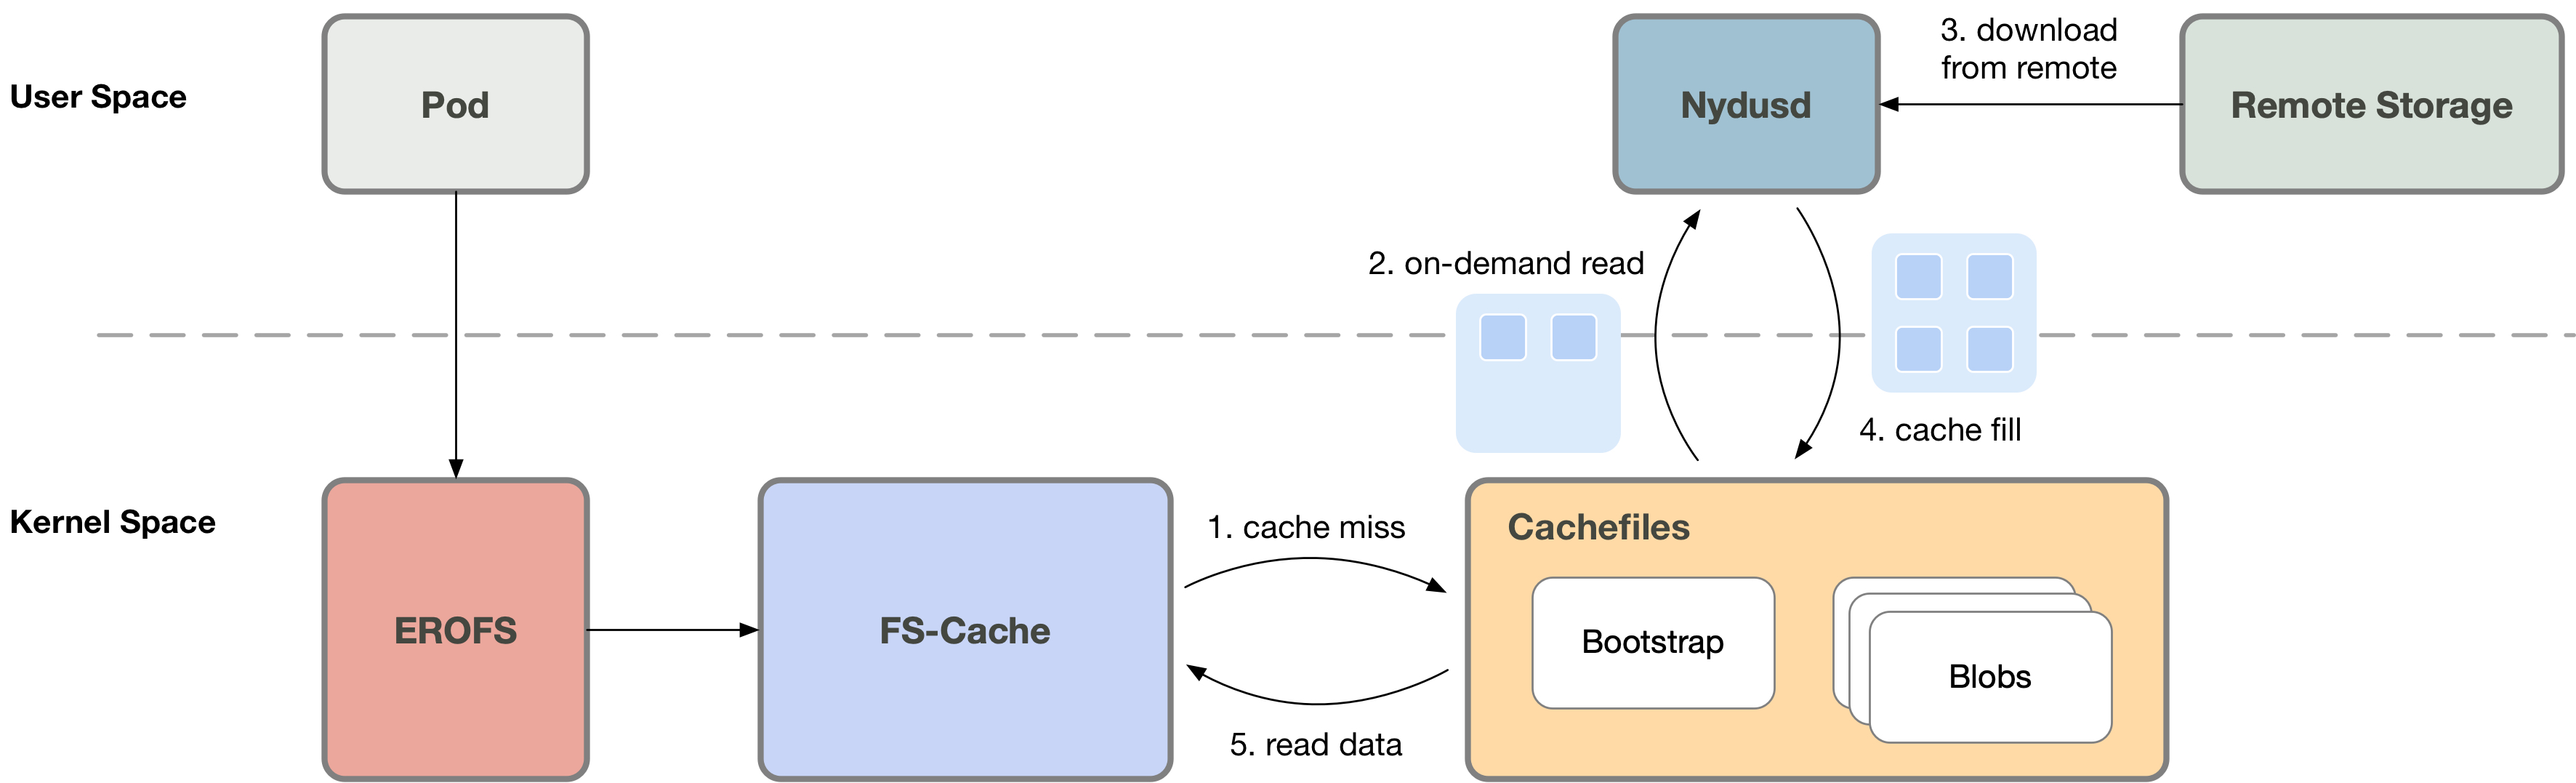 User Space
Pod
Nydusd
3. download
from remote
Remote Storage
2. on-demand read
4. cache fill
Kernel Space
EROFS
FS-Cache
1. cache miss
5. read data
Cachefiles
Bootstrap
Blobs